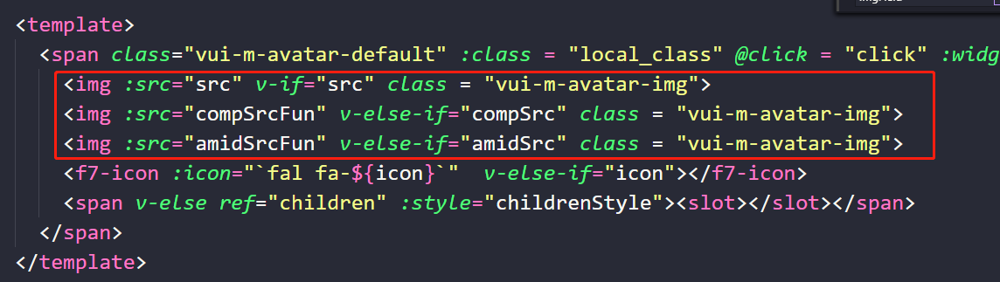 <template>
<span class="vui-m-avatar-default" :class = "local_class" @click = "click" :widg
<img :src="src" v-if="src" class = "vui-m-avatar-img">
<img :src="compSrcFun" v-else-if="compSrc" class = "vui-m-avatar-img">
<img :src="amidSrcFun" v-else-if="amidSrc" class = "vui-m-avatar-img">
<f7-icon :icon="`fal fa-${icon}`"  v-else-if="icon"></f7-icon>
<span v-else ref="children" :style="childrenStyle"><slot></slot></span>
</span>
</template>